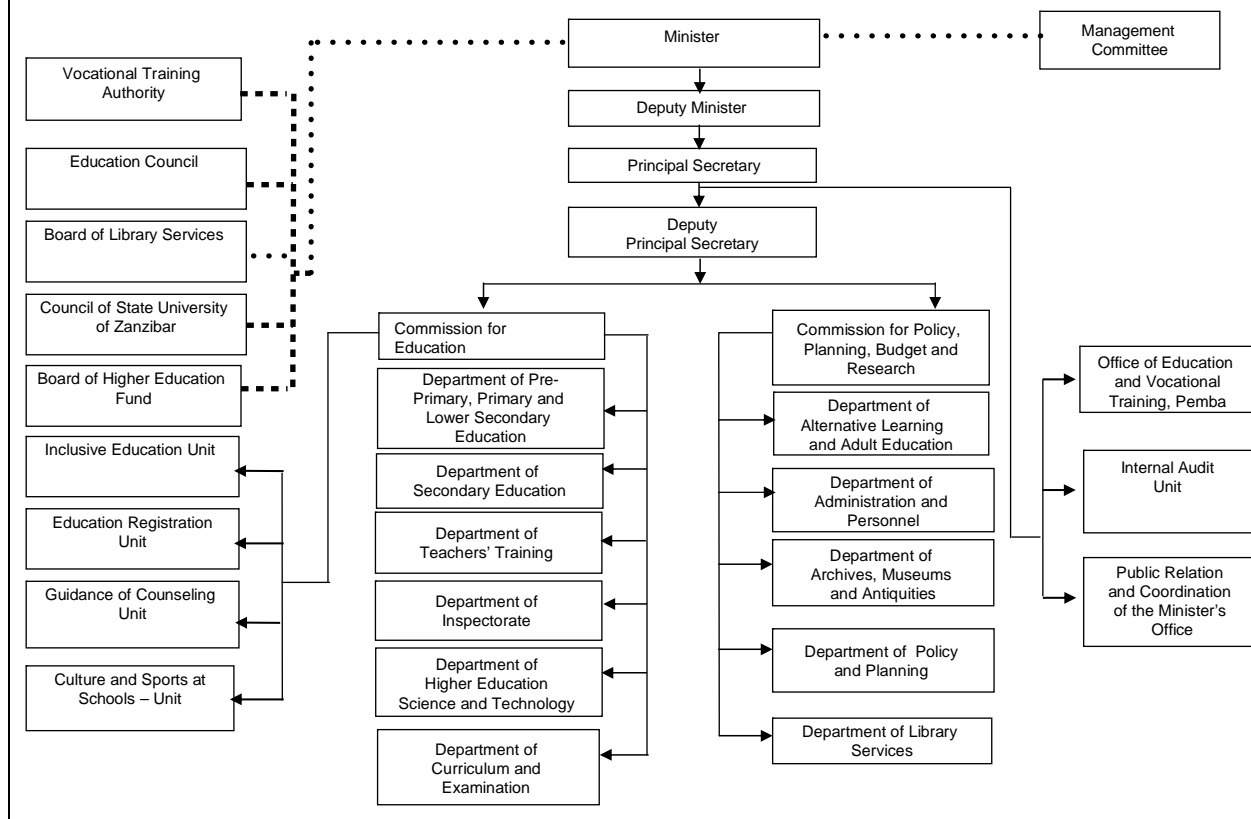 Minister
Management
Committee
Vocational Training
Authority
Deputy Minister
Education Council
Principal Secretary
Board of Library Services
Deputy
Principal Secretary
Council of State University
of Zanzibar
Board of Higher Education
Fund
Commission for
Education
Commission for Policy,
Planning, Budget and
Research
Office of Education
and Vocational
Training, Pemba
Department of Pre-
Primary, Primary and
Lower Secondary
Education
Department of
Alternative Learning
and Adult Education
Inclusive Education Unit
Department of
Secondary Education
Department of
Administration and
Personnel
Internal Audit
Unit
Education Registration
Unit
Department of
Teachers’ Training
Department of
Archives, Museums
and Antiquities
Public Relation
and Coordination
of the Minister’s
Office
Guidance of Counseling
Unit
Department of
Inspectorate
Department of Policy
and Planning
Culture and Sports at
Schools – Unit
Department of
Higher Education
Science and Technology
Department of Library
Services
Department of
Curriculum and
Examination